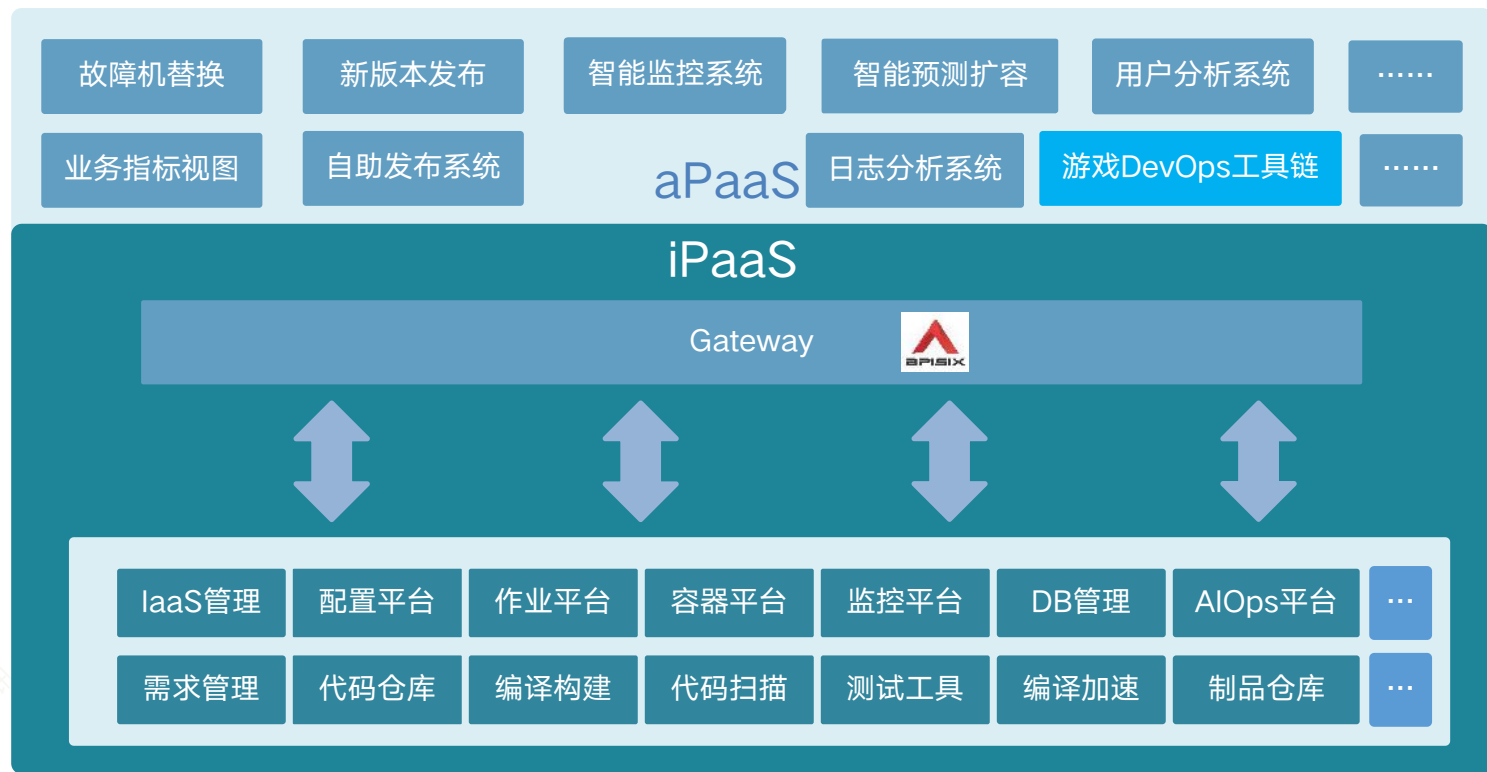 故障机替换
新版本发布
智能监控系统
智能预测扩容
用户分析系统
……
业务指标视图
自助发布系统
aPaaS
日志分析系统
游戏DevOps工具链
……
iPaaS
Gateway
APISIX
IaaS管理
配置平台
作业平台
容器平台
监控平台
DB管理
AIOps平台
…
需求管理
代码仓库
编译构建
代码扫描
测试工具
编译加速
制品仓库
…